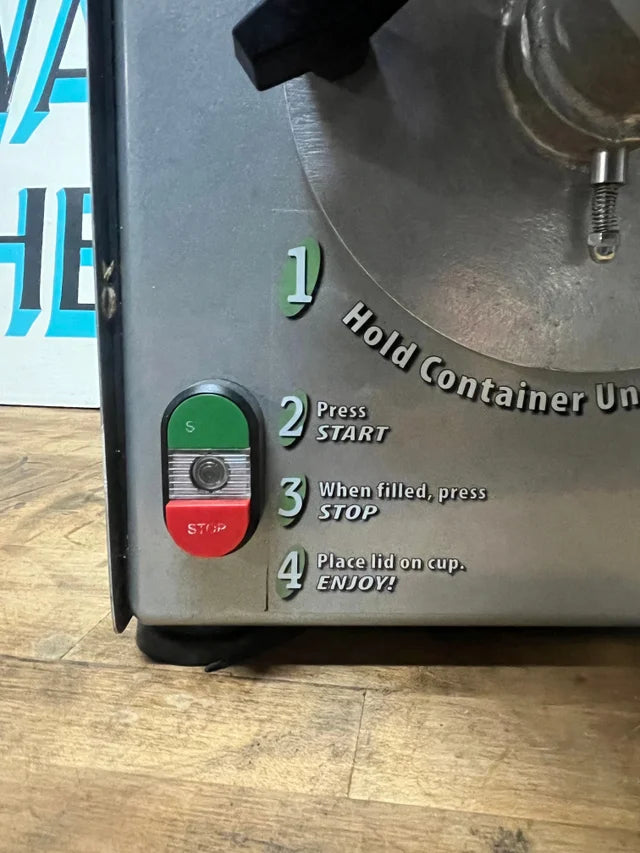 1
Hold Container Un
2 Press
START
S
3 When filled, press
STOP
STOP
4 Place lid on cup.
ENJOY!
HE